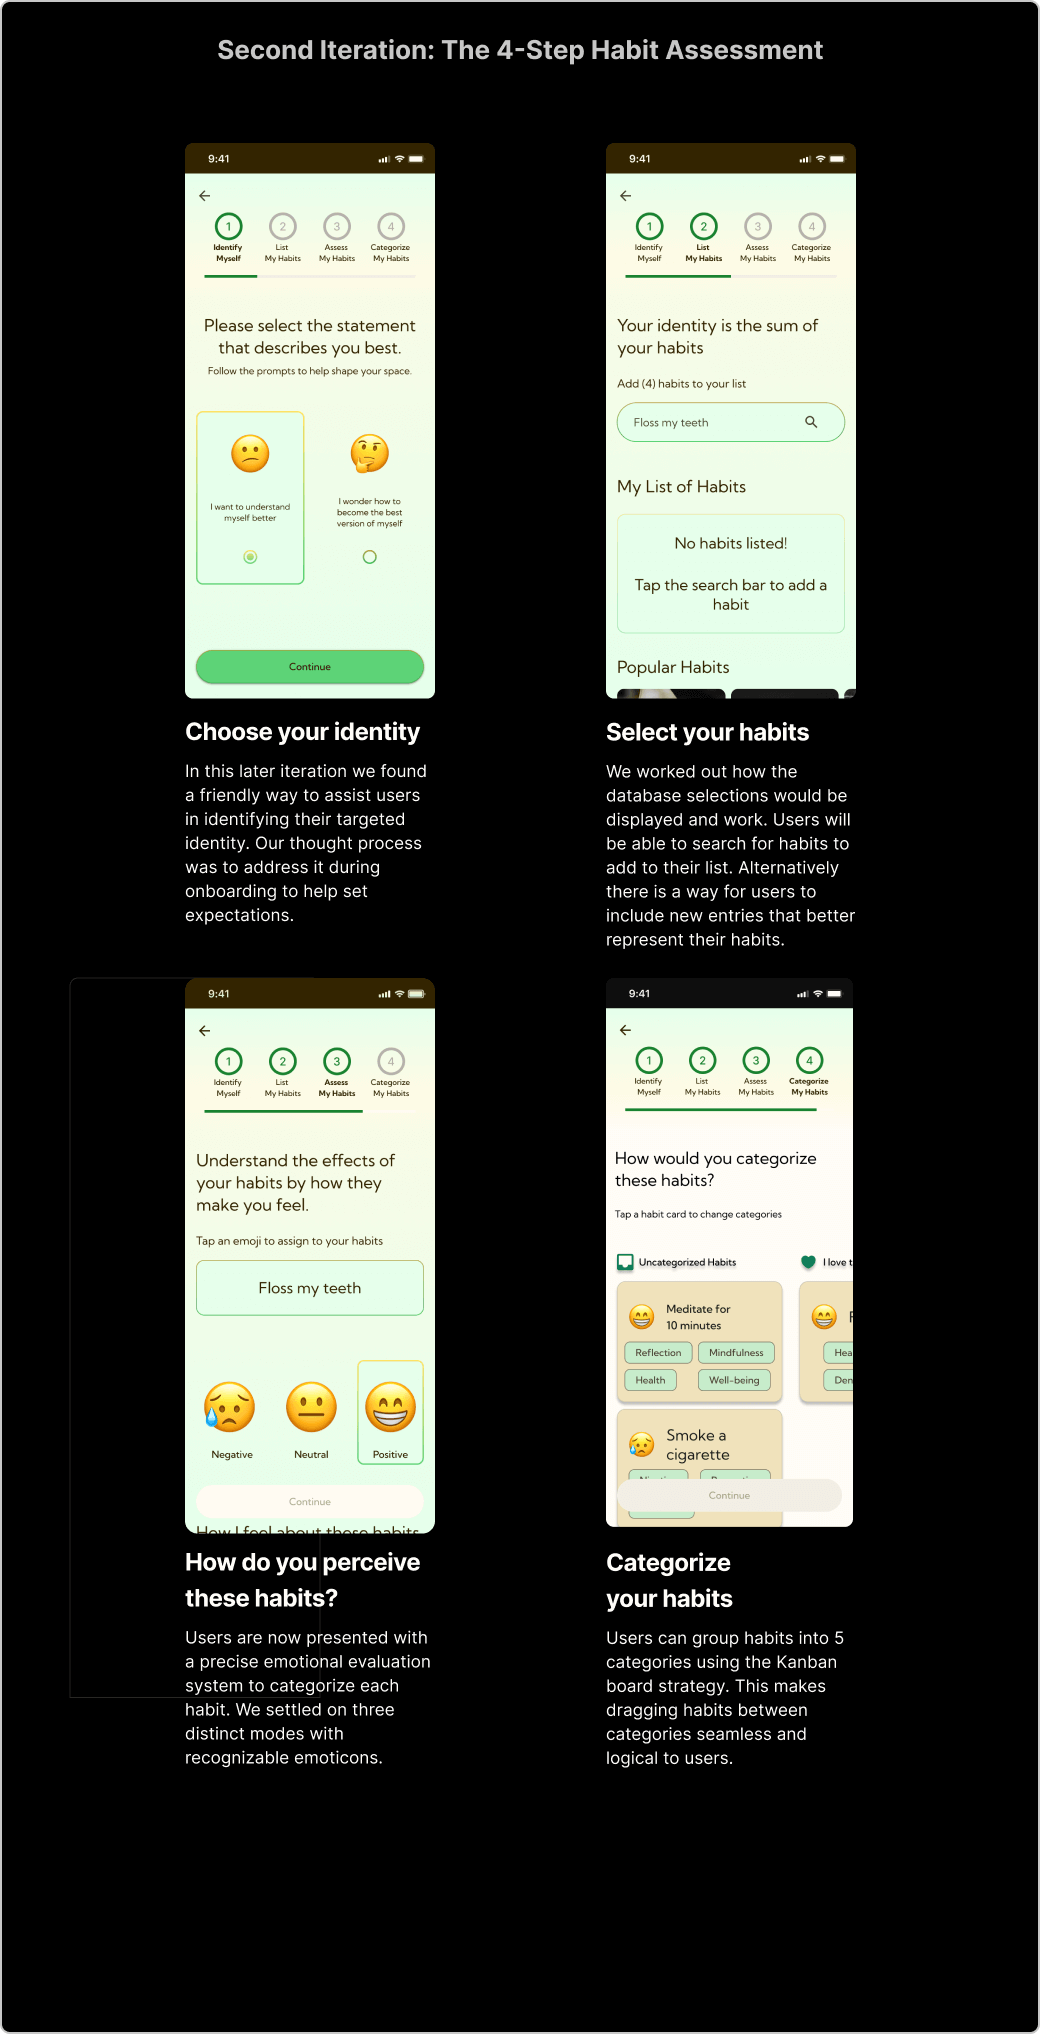 Second Iteration: The 4-Step Habit Assessment
9:41
1
2
3
4
Identify
Myself
List
My Habits
Assess
My Habits
Categorize
My Habits
Please select the statement
that describes you best.
Follow the prompts to help shape your space.
I want to understand
myself better
I wonder how to
become the best
version of myself
Continue
Choose your identity
In this later iteration we found
a friendly way to assist users
in identifying their targeted
identity. Our thought process
was to address it during
onboarding to help set
expectations.
9:41
1
2
3
4
Identify
Myself
List
My Habits
Assess
My Habits
Categorize
My Habits
Your identity is the sum of
your habits
Add (4) habits to your list
Floss my teeth
My List of Habits
No habits listed!
Tap the search bar to add a
habit
Popular Habits
Select your habits
We worked out how the
database selections would be
displayed and work. Users will
be able to search for habits to
add to their list. Alternatively
there is a way for users to
include new entries that better
represent their habits.
9:41
1
2
3
4
Identify
Myself
List
My Habits
Assess
My Habits
Categorize
My Habits
Understand the effects of
your habits by how they
make you feel.
Tap an emoji to assign to your habits
Floss my teeth
Negative
Neutral
Positive
Continue
How I feel about these habits
How do you perceive
these habits?
Users are now presented with
a precise emotional evaluation
system to categorize each
habit. We settled on three
distinct modes with
recognizable emoticons.
9:41
1
2
3
4
Identify
Myself
List
My Habits
Assess
My Habits
Categorize
My Habits
How would you categorize
these habits?
Tap a habit card to change categories
Uncategorized Habits
I love t
Meditate for
10 minutes
Reflection
Mindfulness
Health
Well-being
F
Hea
Den
Smoke a
cigarette
Continue
Categorize
your habits
Users can group habits into 5
categories using the Kanban
board strategy. This makes
dragging habits between
categories seamless and
logical to users.